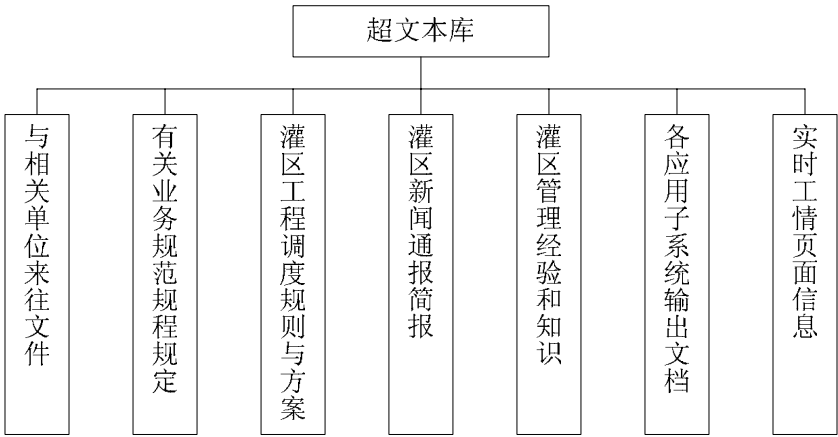 超文本库
与相关单位来往文件
有关业务规范规程规定
灌区工程调度规则与方案
灌区新闻通报简报
灌区管理经验和知识
各应用子系统输出文档
实时工情页面信息